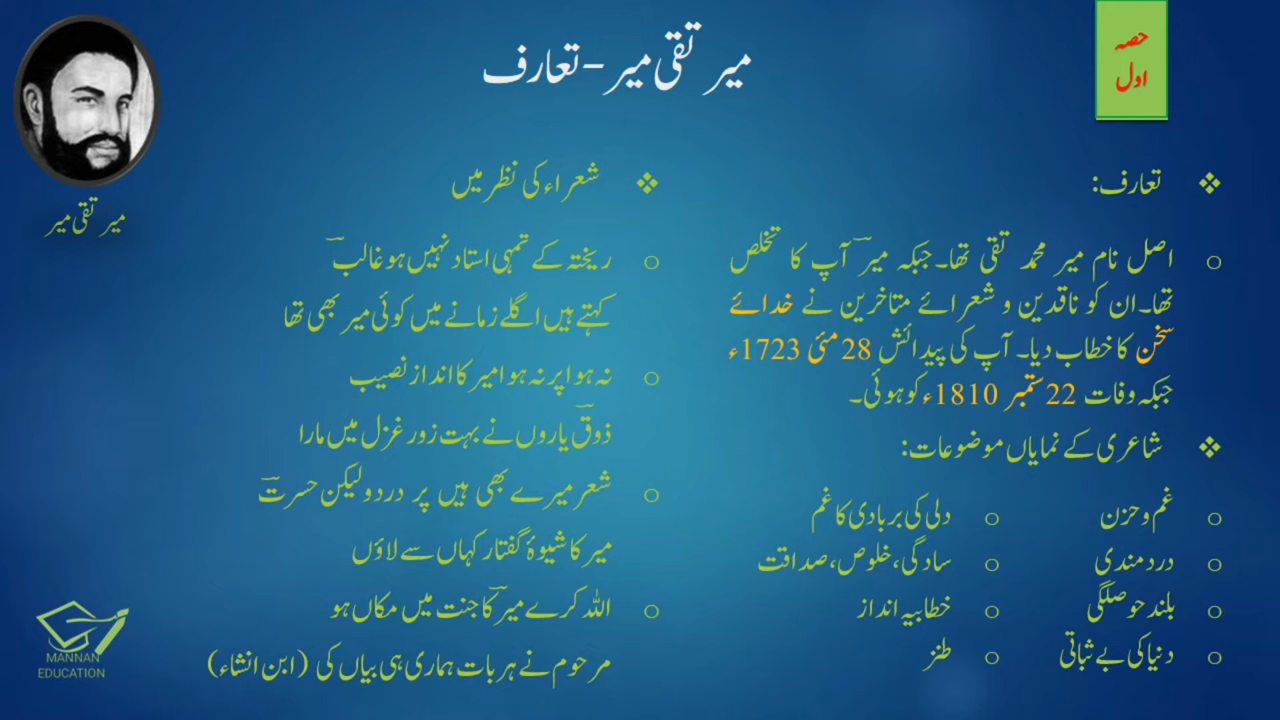 حصہ
اول
میر تقی میر – تعارف
میر تقی میر
❖ تعارف:
○ اصل نام میر محمد تقی تھا۔ جبکہ میرؔ آپ کا تخلص
تھا۔ ان کو ناقدین و شعرائے متاخرین نے خدائے
سخن کا خطاب دیا۔ آپ کی پیدائش 28 مئی 1723ء
جبکہ وفات 22 ستمبر 1810ء کو ہوئی۔
❖ شاعری کے نمایاں موضوعات:
○ غم و حزن
○ درد مندی
○ بلند حوصلگی
○ دنیا کی بے ثباتی
○ دلی کی بربادی کا غم
○ سادگی، خلوص، صداقت
○ خطابیہ انداز
○ طنز
❖ شعراء کی نظر میں
○ ریختہ کے تمہی استاد نہیں ہو غالبؔ
کہتے ہیں اگلے زمانے میں کوئی میر بھی تھا
○ نہ ہوا پر نہ ہوا میر کا انداز نصیب
ذوقؔ یاروں نے بہت زور غزل میں مارا
○ شعر میرے بھی ہیں پر درد ولیکن حسرتؔ
میر کا شیوۂ گفتار کہاں سے لاؤں
○ اللہ کرے میرؔ کا جنت میں مکاں ہو
مرحوم نے ہر بات ہماری ہی بیاں کی (ابن انشاء)
MANNAN
EDUCATION